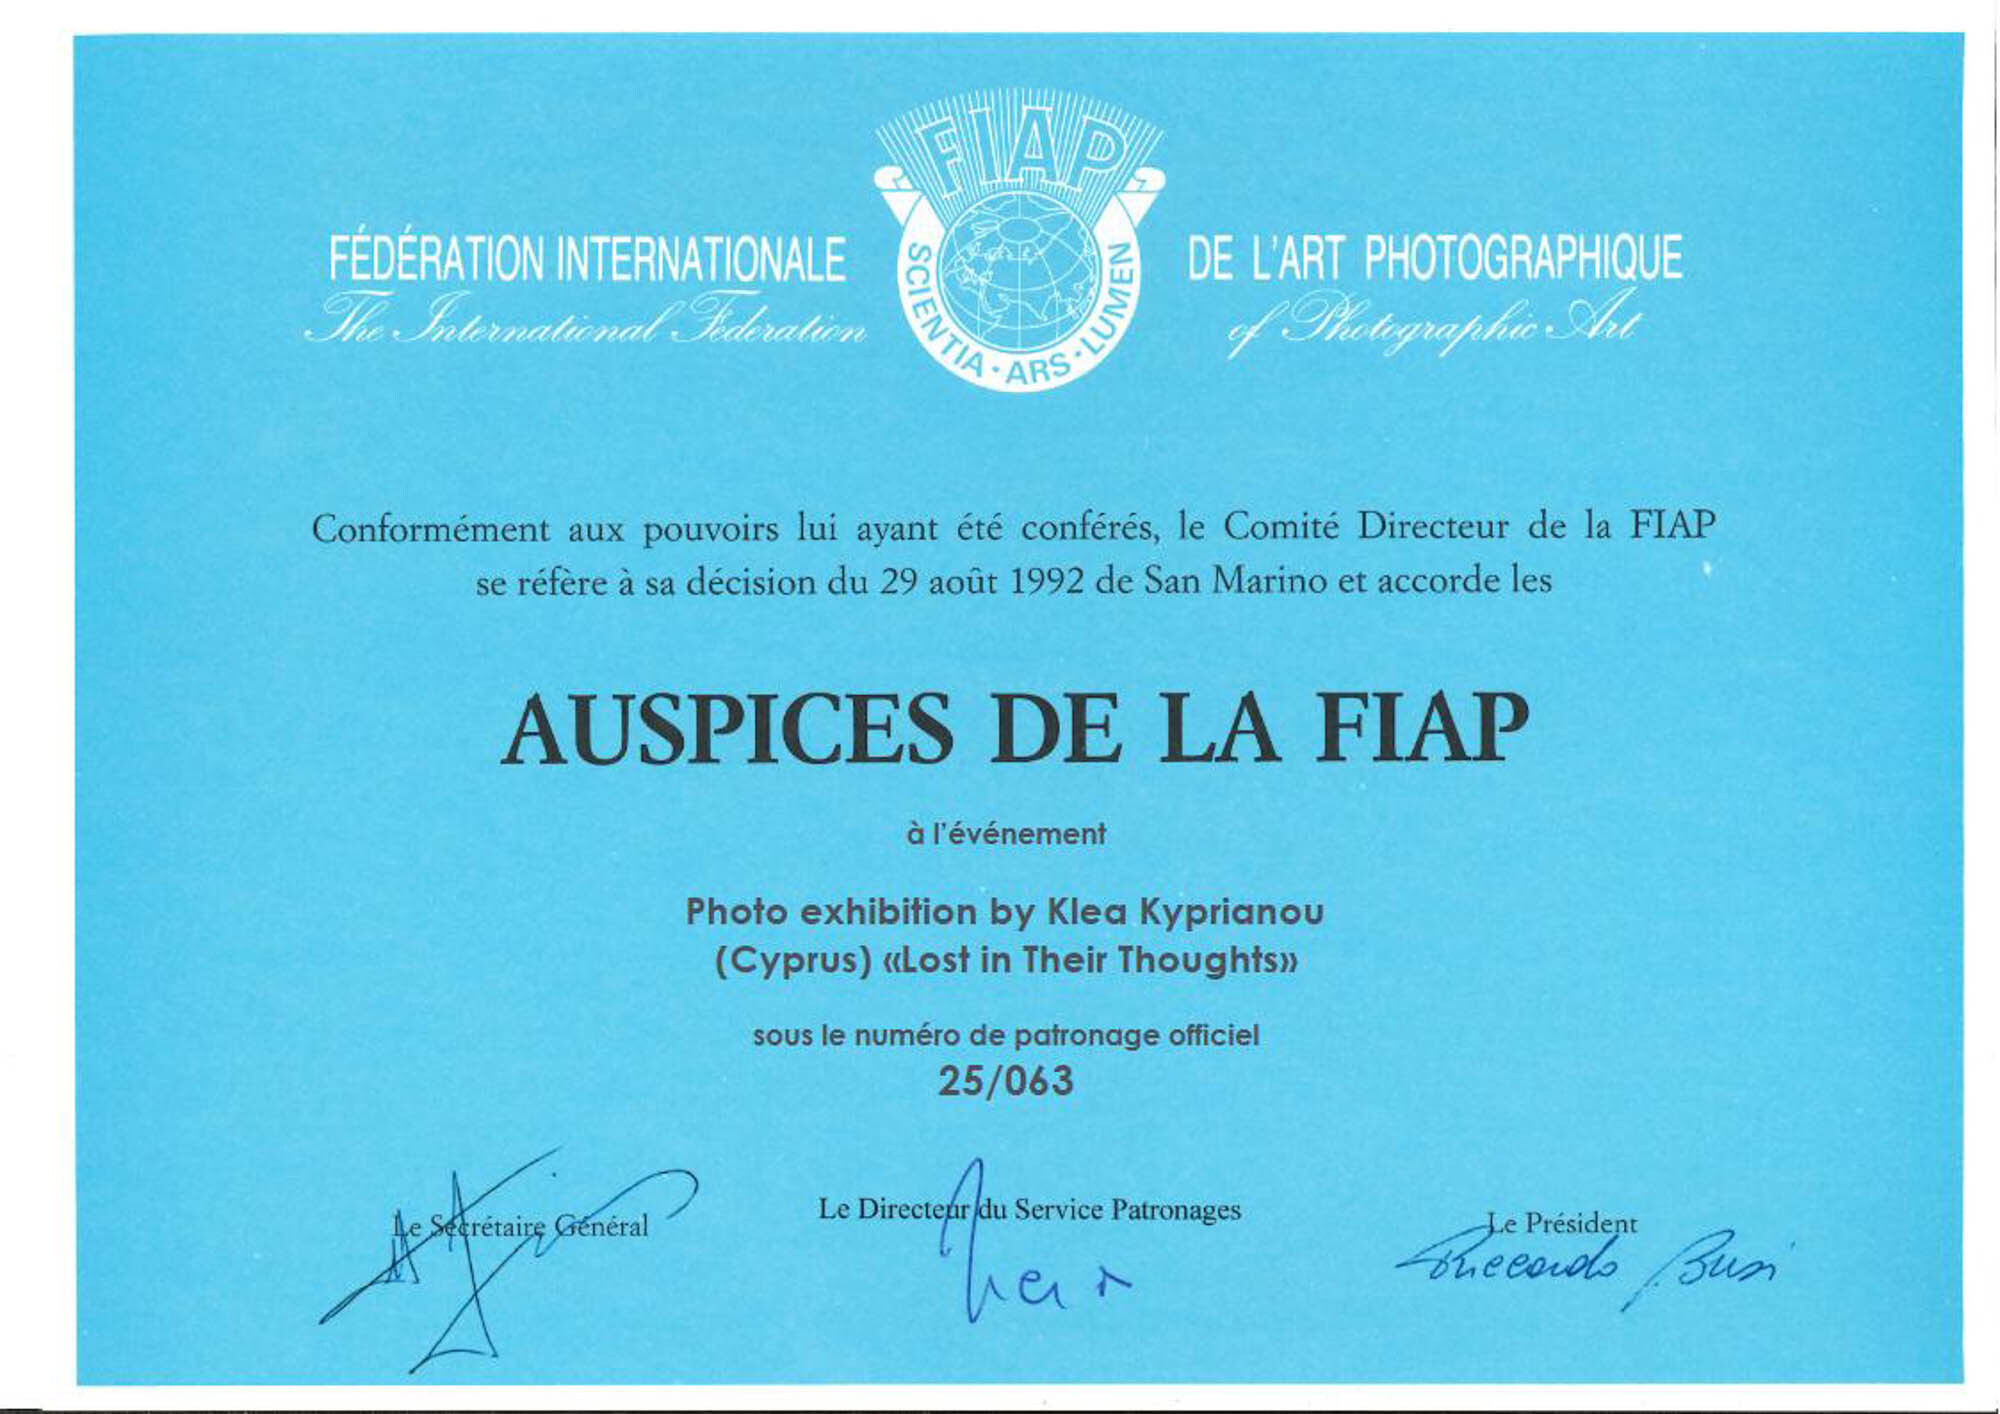 FIAP
SCIENTIA · ARS · LUMEN
FÉDÉRATION INTERNATIONALE DE L'ART PHOTOGRAPHIQUE
The International Federation of Photographic Art
Conformément aux pouvoirs lui ayant été conférés, le Comité Directeur de la FIAP
se réfère à sa décision du 29 août 1992 de San Marino et accorde les
AUSPICES DE LA FIAP
à l'événement
Photo exhibition by Klea Kyprianou
(Cyprus) «Lost in Their Thoughts»
sous le numéro de patronage officiel
25/063
Le Secrétaire Général
Le Directeur du Service Patronages
Le Président
Riccardo Busi